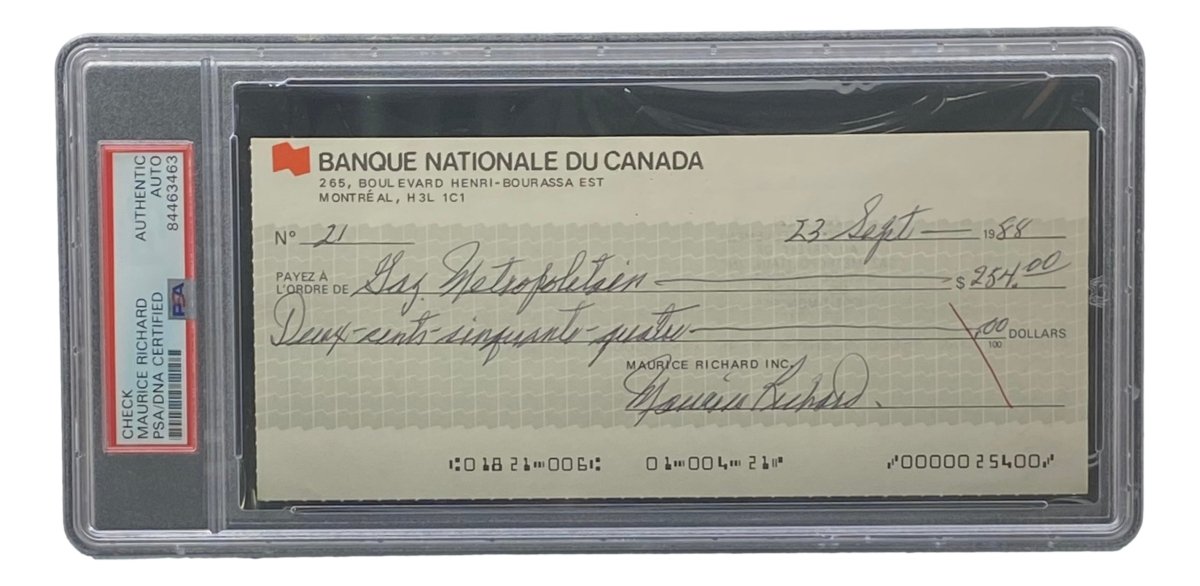 CHECK
MAURICE RICHARD
PSA/DNA CERTIFIED
AUTHENTIC
AUTO
84463463
PSA
BANQUE NATIONALE DU CANADA
265, BOULEVARD HENRI-BOURASSA EST
MONTRÉAL, H3L 1C1
N° 21 23 Sept 1988
PAYEZ À
L'ORDRE DE Gaz Metropolitain $ 254.00
Deux-cents-cinquante-quatre .00/100 DOLLARS
MAURICE RICHARD INC.
Maurice Richard.
⑆01821⑉006⑆ 01⑉004⑉21⑈ ⑇0000025400⑇